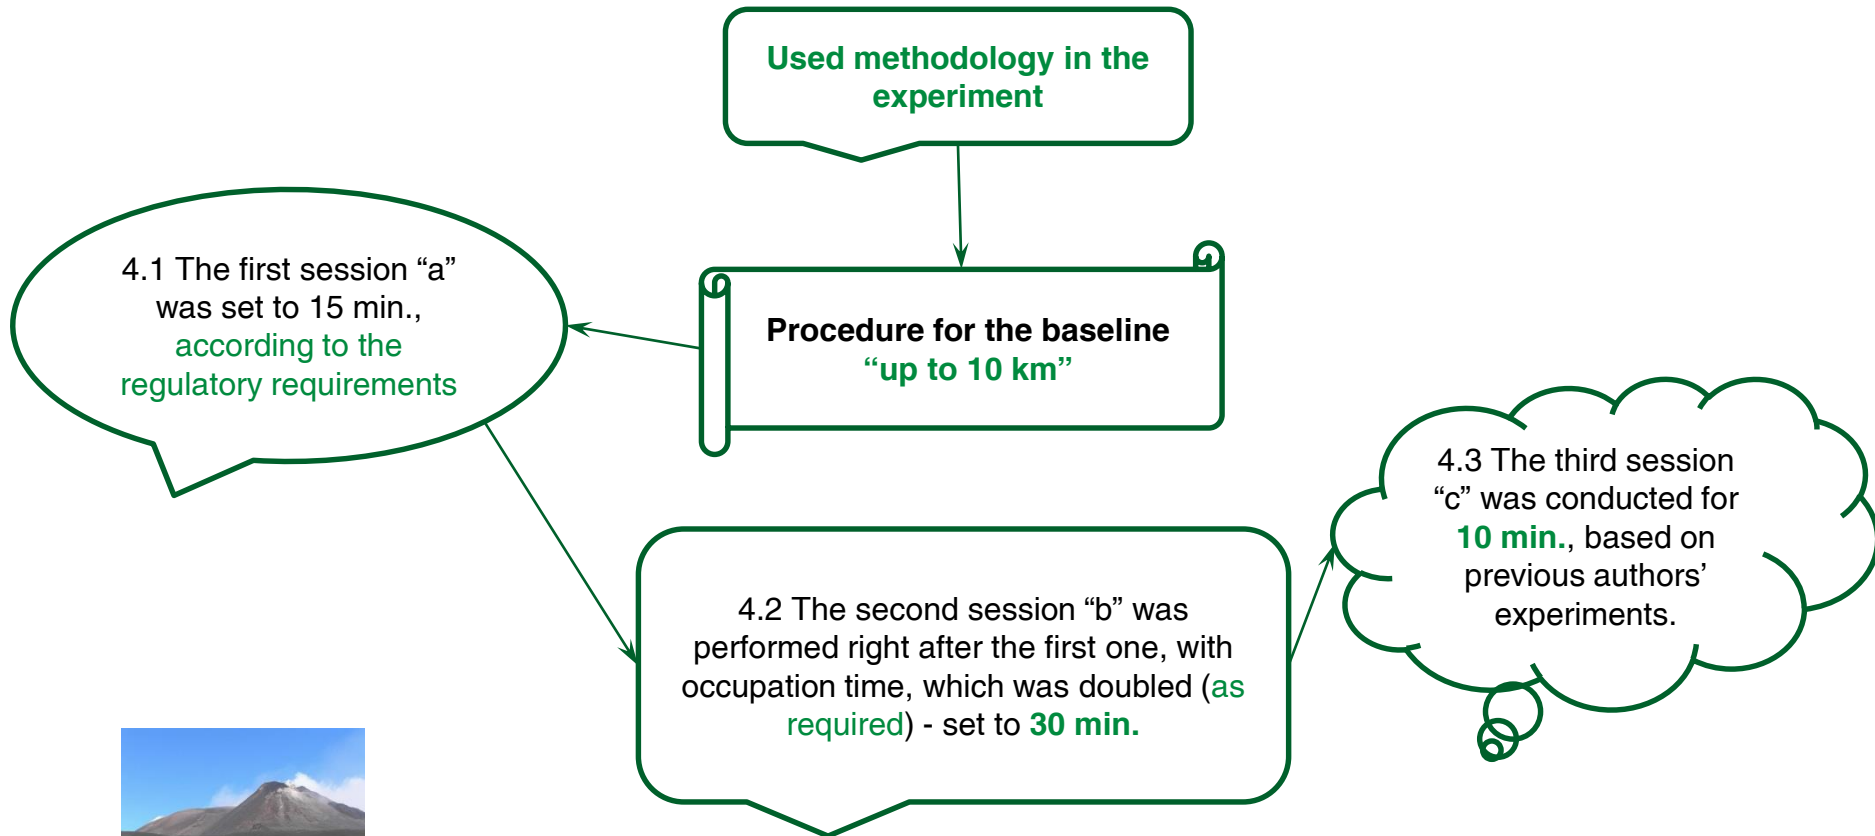 Used methodology in the
experiment
Procedure for the baseline
“up to 10 km”
4.1 The first session “a”
was set to 15 min.,
according to the
regulatory requirements
4.2 The second session “b” was
performed right after the first one, with
occupation time, which was doubled (as
required) - set to 30 min.
4.3 The third session
“c” was conducted for
10 min., based on
previous authors’
experiments.